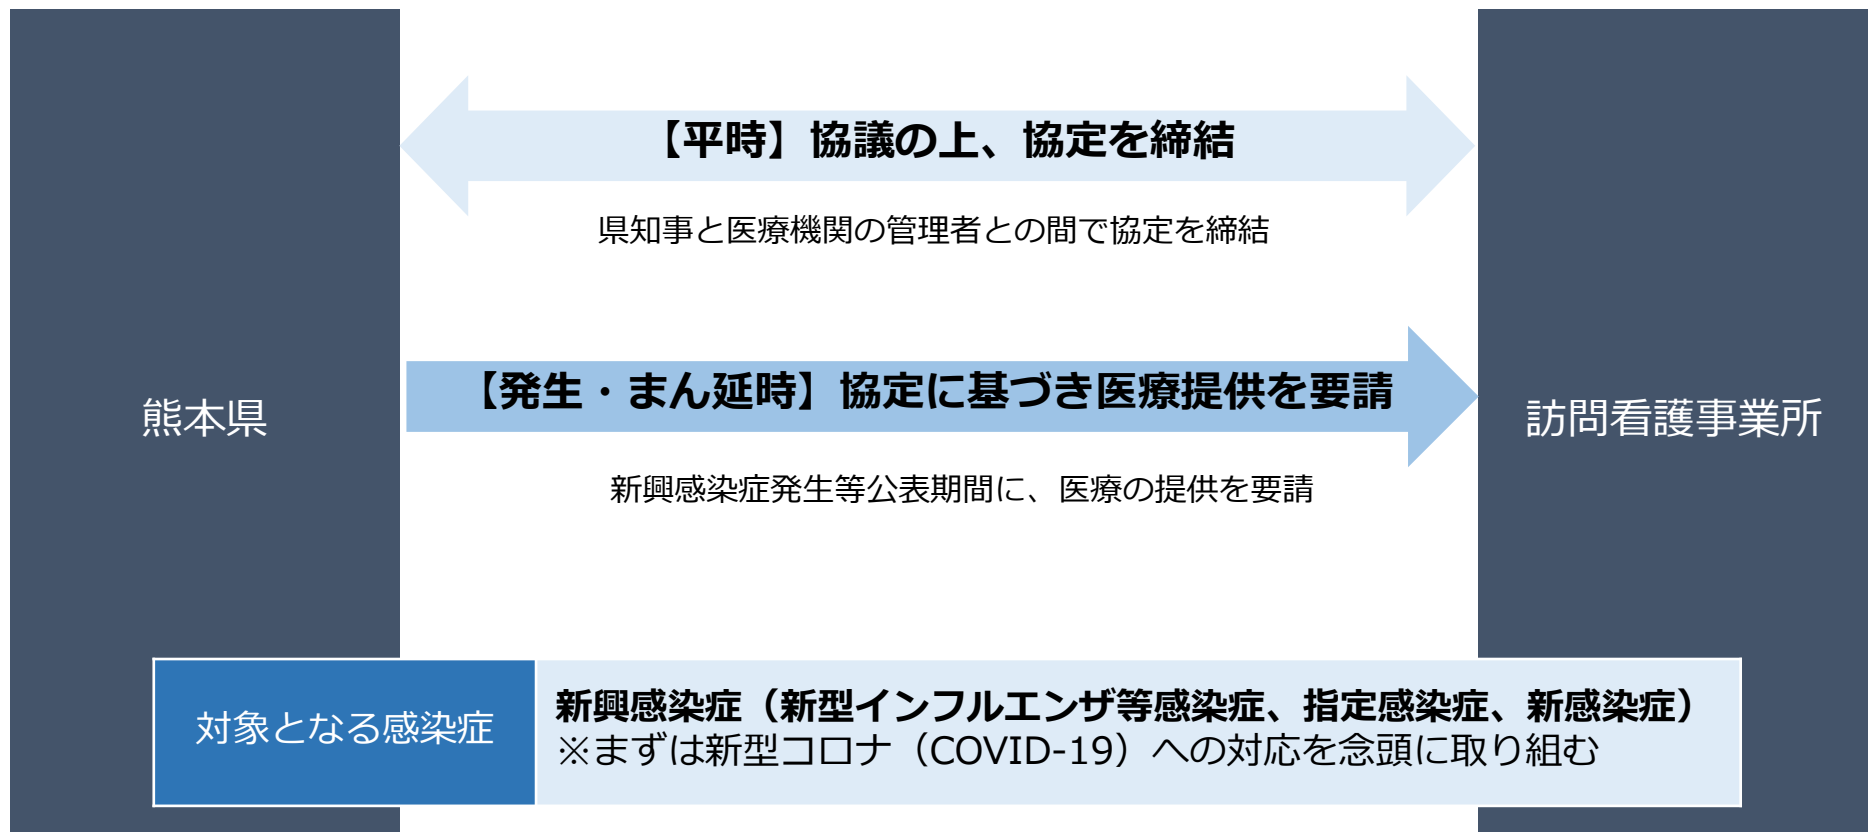 【平時】協議の上、協定を締結
県知事と医療機関の管理者との間で協定を締結
【発生・まん延時】協定に基づき医療提供を要請
熊本県
訪問看護事業所
新興感染症発生等公表期間に、医療の提供を要請
対象となる感染症
新興感染症（新型インフルエンザ等感染症、指定感染症、新感染症）
※まずは新型コロナ（COVID-19）への対応を念頭に取り組む